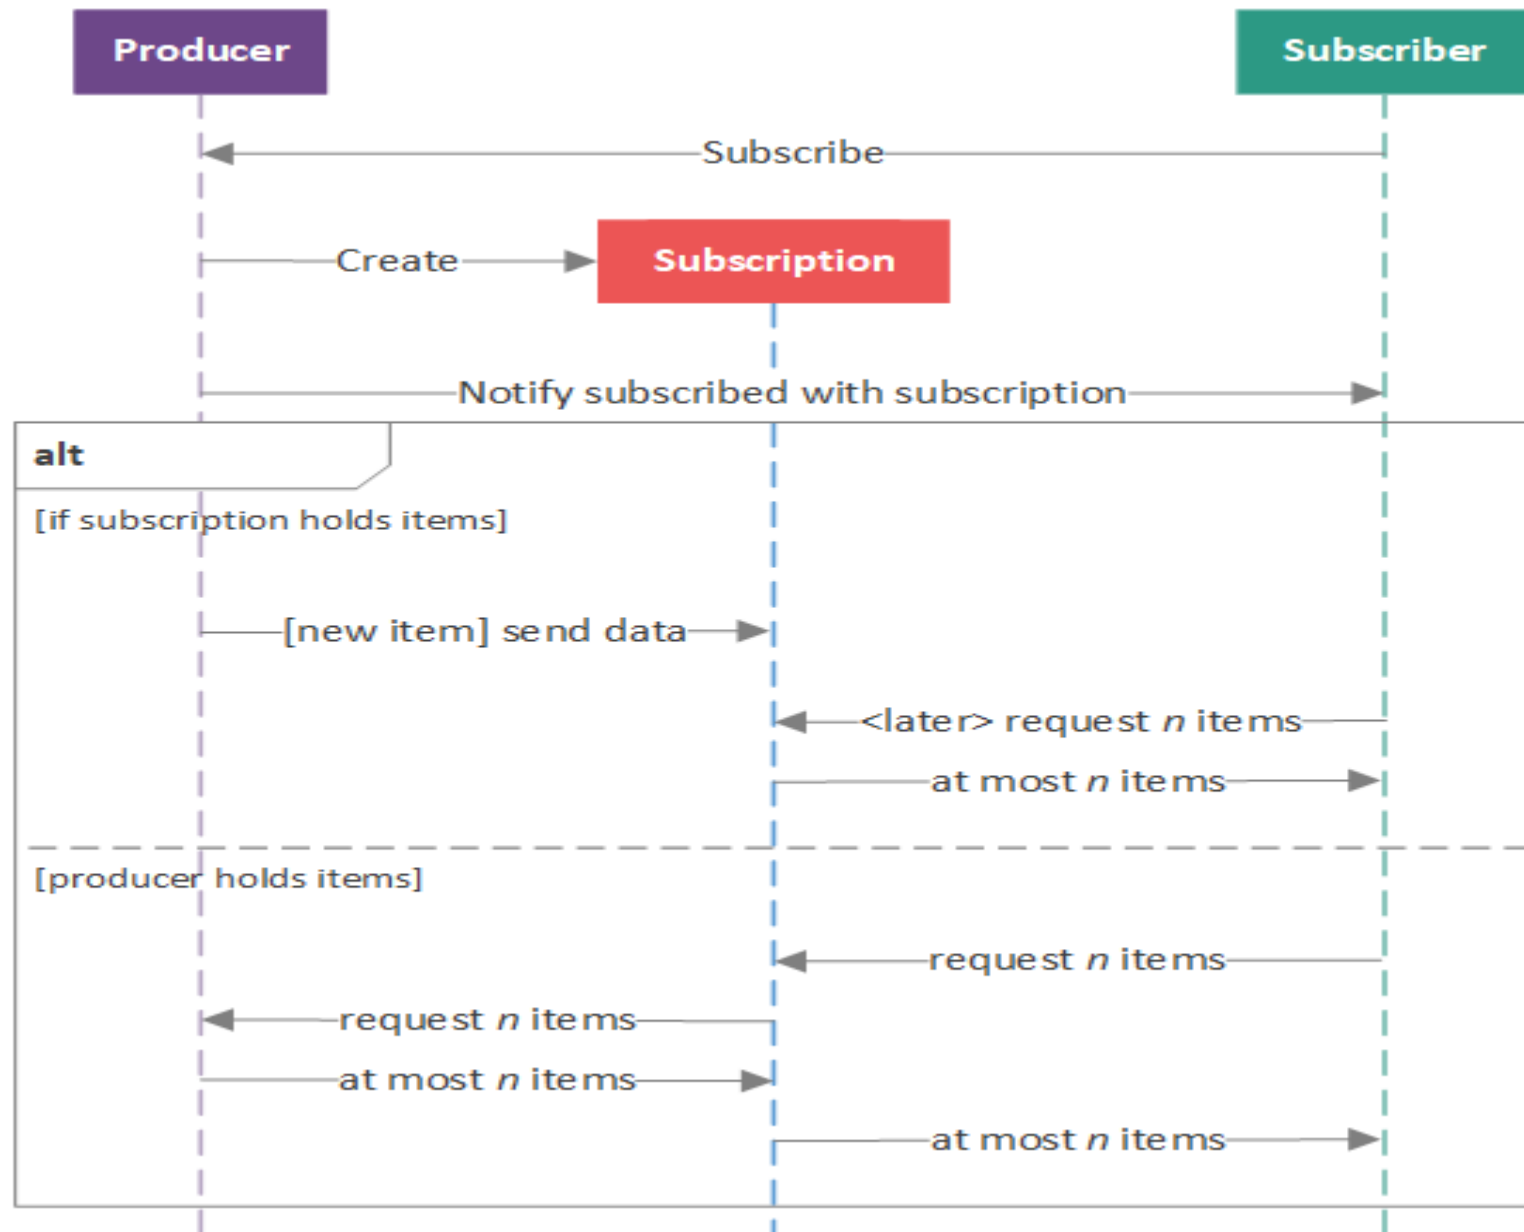 Producer
Subscriber
Subscribe
Create
Subscription
Notify subscribed with subscription
alt
[if subscription holds items]
[new item] send data
<later> request n items
at most n items
[producer holds items]
request n items
request n items
at most n items
at most n items